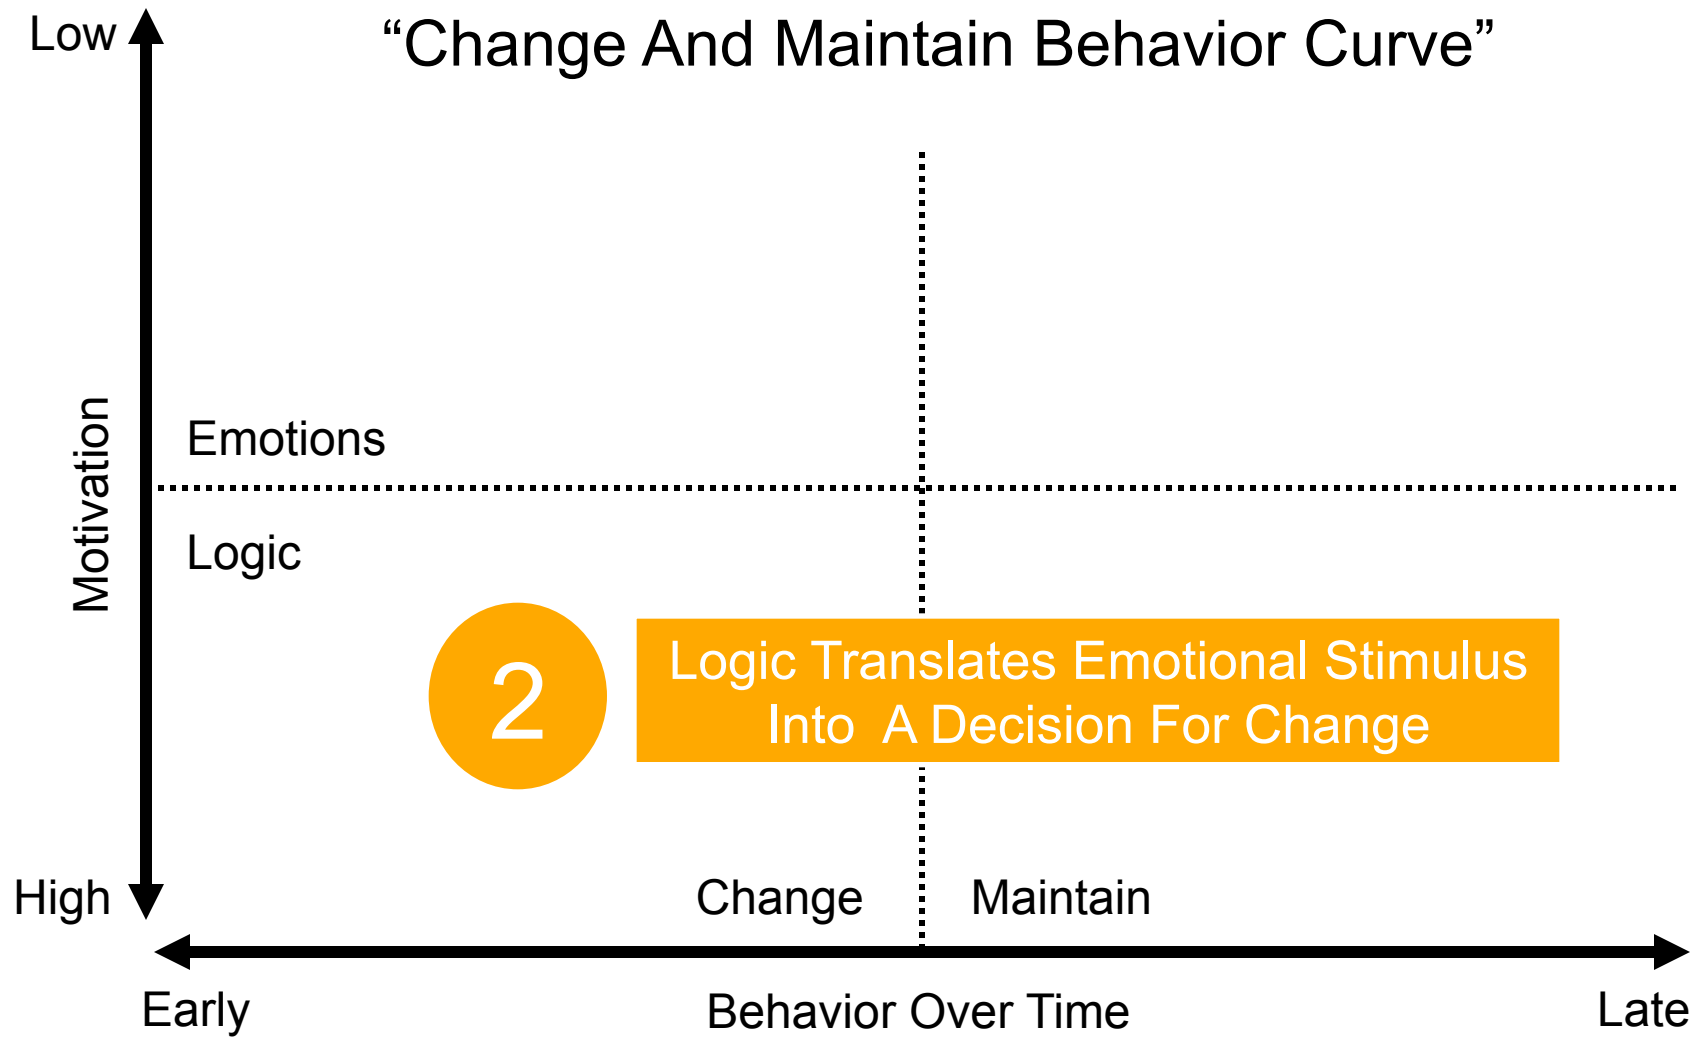 Low
“Change And Maintain Behavior Curve”
Motivation
Emotions
Logic
2
Logic Translates Emotional Stimulus
Into  A Decision For Change
High
Change
Maintain
Early
Behavior Over Time
Late